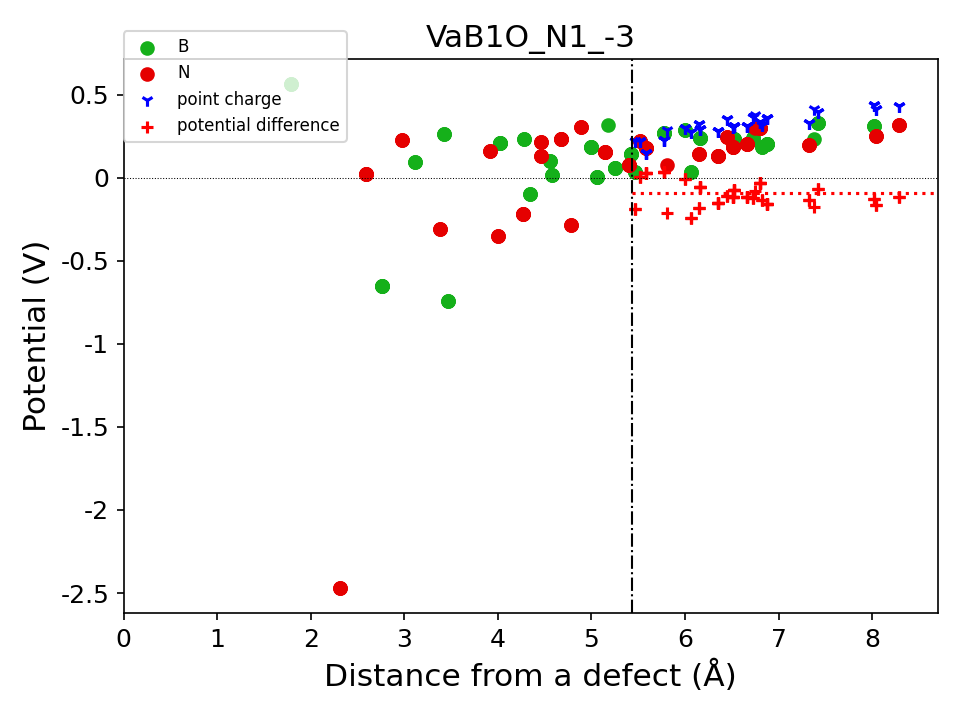 VaB1O_N1_-3
B
N
point charge
potential difference
0.5
0
-0.5
-1
-1.5
-2
-2.5
Potential (V)
0 1 2 3 4 5 6 7 8
Distance from a defect (Å)